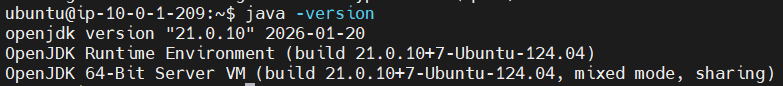 ubuntu@ip-10-0-1-209:~$ java -version
openjdk version "21.0.10" 2026-01-20
OpenJDK Runtime Environment (build 21.0.10+7-Ubuntu-124.04)
OpenJDK 64-Bit Server VM (build 21.0.10+7-Ubuntu-124.04, mixed mode, sharing)